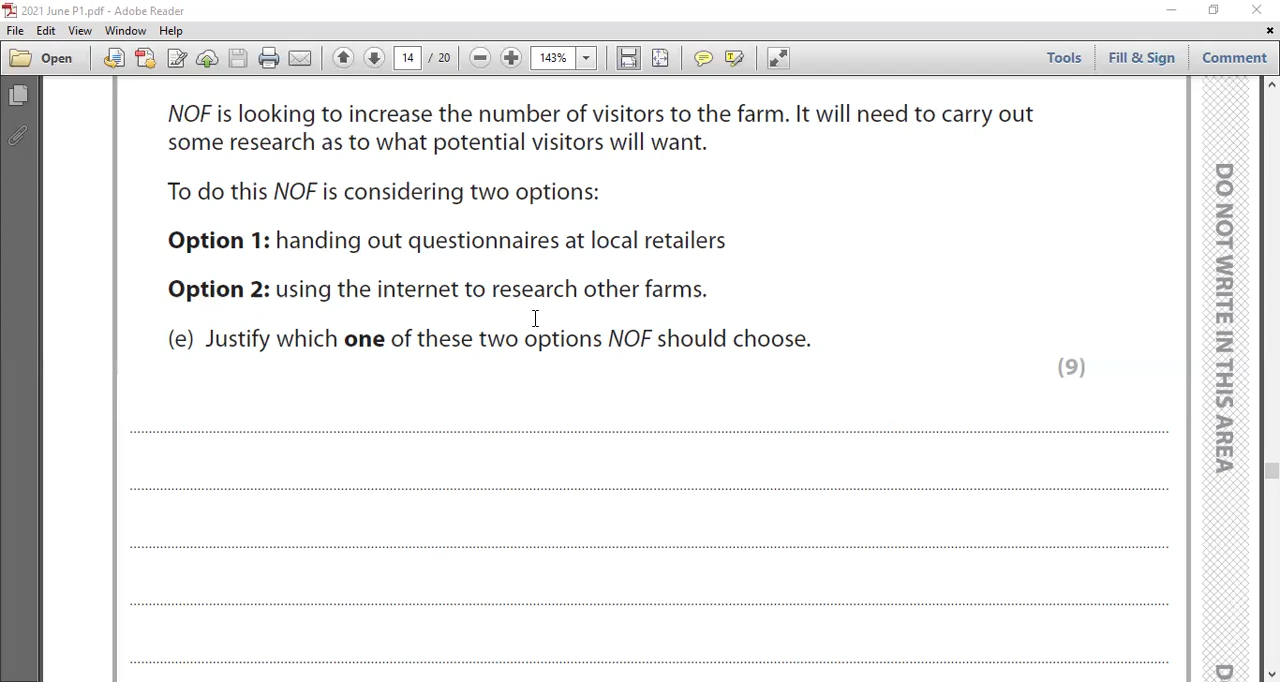 2021 June P1.pdf - Adobe Reader
File Edit View Window Help
Open 14 / 20 143% Tools Fill & Sign Comment
NOF is looking to increase the number of visitors to the farm. It will need to carry out
some research as to what potential visitors will want.
To do this NOF is considering two options:
Option 1: handing out questionnaires at local retailers
Option 2: using the internet to research other farms.
(e) Justify which one of these two options NOF should choose.
(9)
DO NOT WRITE IN THIS AREA
D